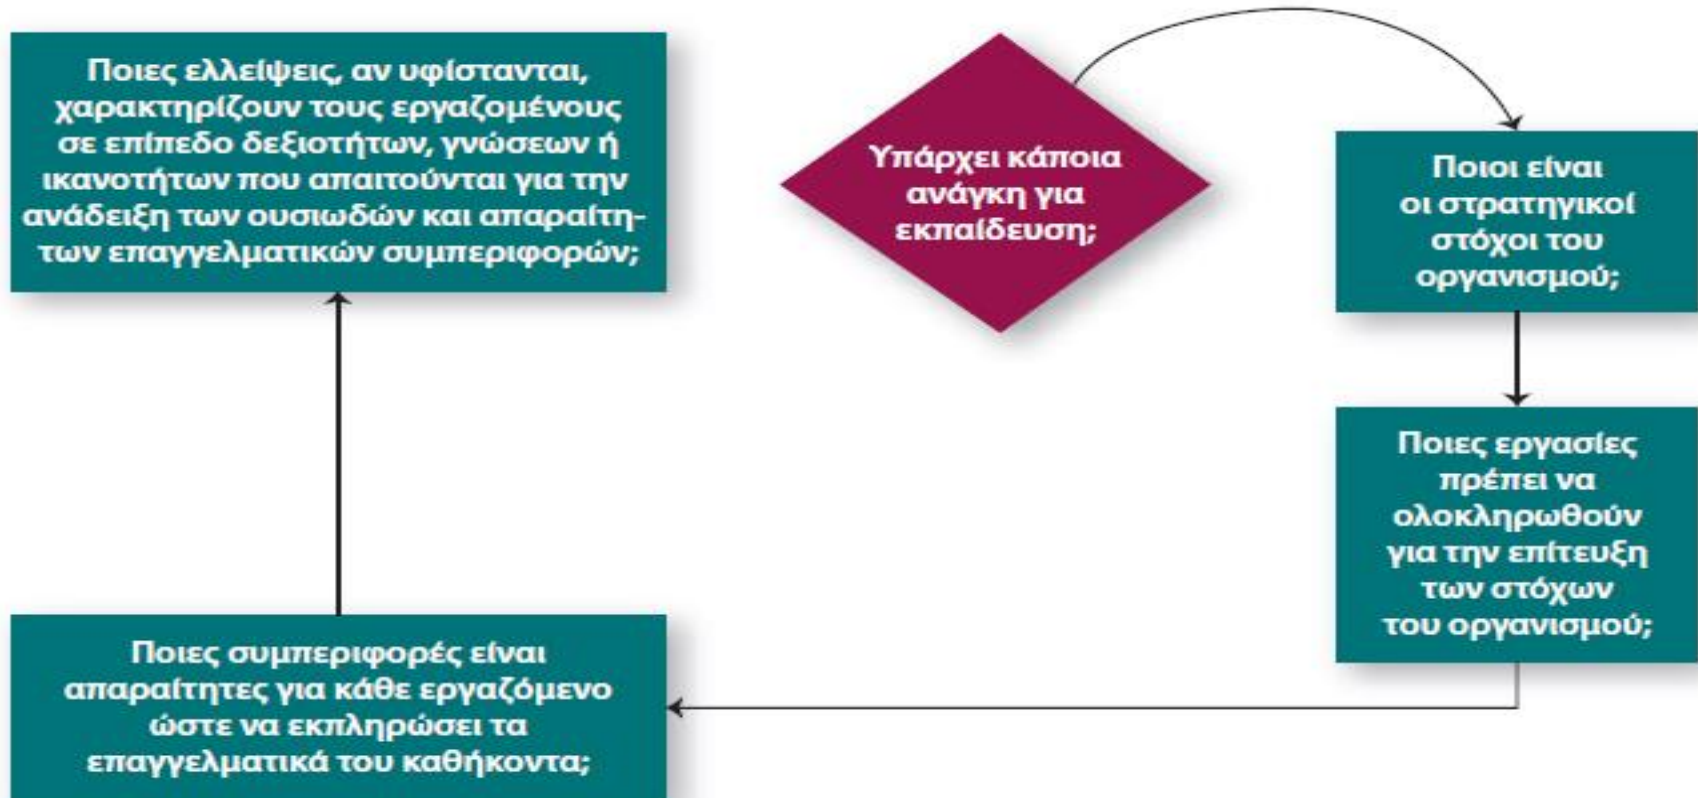 Υπάρχει κάποια
ανάγκη για
εκπαίδευση;
Ποιοι είναι
οι στρατηγικοί
στόχοι του
οργανισμού;
Ποιες εργασίες
πρέπει να
ολοκληρωθούν
για την επίτευξη
των στόχων
του οργανισμού;
Ποιες συμπεριφορές είναι
απαραίτητες για κάθε εργαζόμενο
ώστε να εκπληρώσει τα
επαγγελματικά του καθήκοντα;
Ποιες ελλείψεις, αν υφίστανται,
χαρακτηρίζουν τους εργαζομένους
σε επίπεδο δεξιοτήτων, γνώσεων ή
ικανοτήτων που απαιτούνται για την
ανάδειξη των ουσιωδών και απαραίτη-
των επαγγελματικών συμπεριφορών;